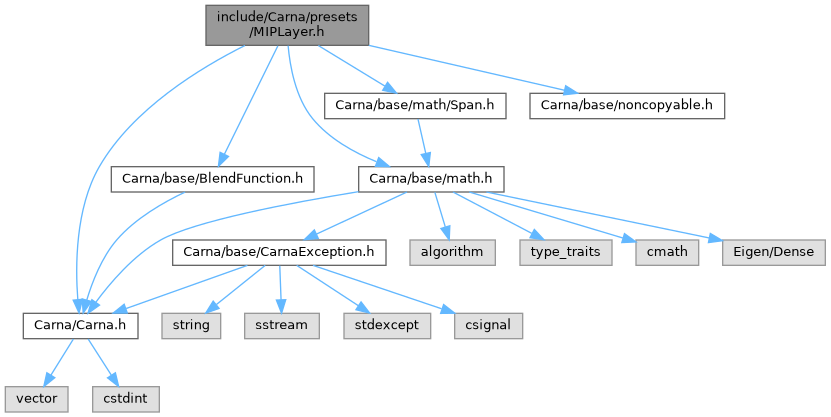 include/Carna/presets
/MIPLayer.h
Carna/base/math/Span.h
Carna/base/noncopyable.h
Carna/base/BlendFunction.h
Carna/base/math.h
Carna/base/CarnaException.h
algorithm
type_traits
cmath
Eigen/Dense
Carna/Carna.h
string
sstream
stdexcept
csignal
vector
cstdint